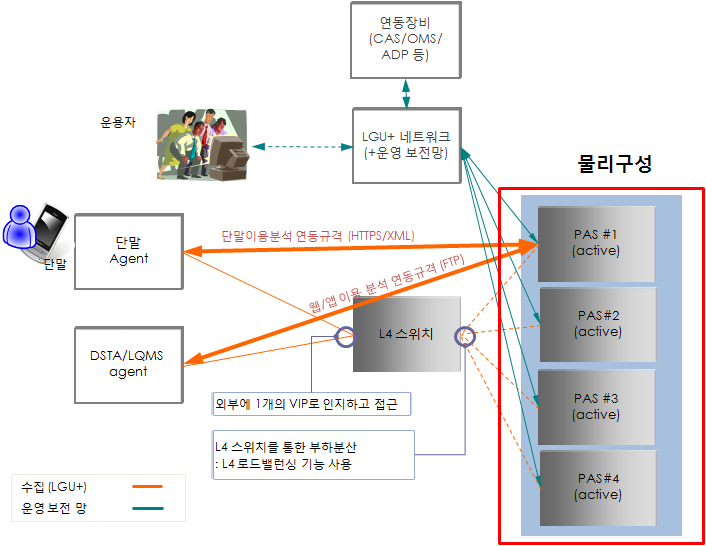 연동장비
(CAS/OMS/
ADP 등)
운용자
LGU+ 네트워크
(+운영 보전망)
물리구성
단말
단말
Agent
단말이용분석 연동규격 (HTTPS/XML)
웹/앱 이용 분석 연동규격 (FTP)
PAS #1
(active)
PAS#2
(active)
L4 스위치
DSTA/LQMS
agent
PAS #3
(active)
외부에 1개의 VIP로 인지하고 접근
L4 스위치를 통한 부하분산
: L4 로드밸런싱 기능 사용
PAS#4
(active)
수집 (LGU+)
운영 보전 망